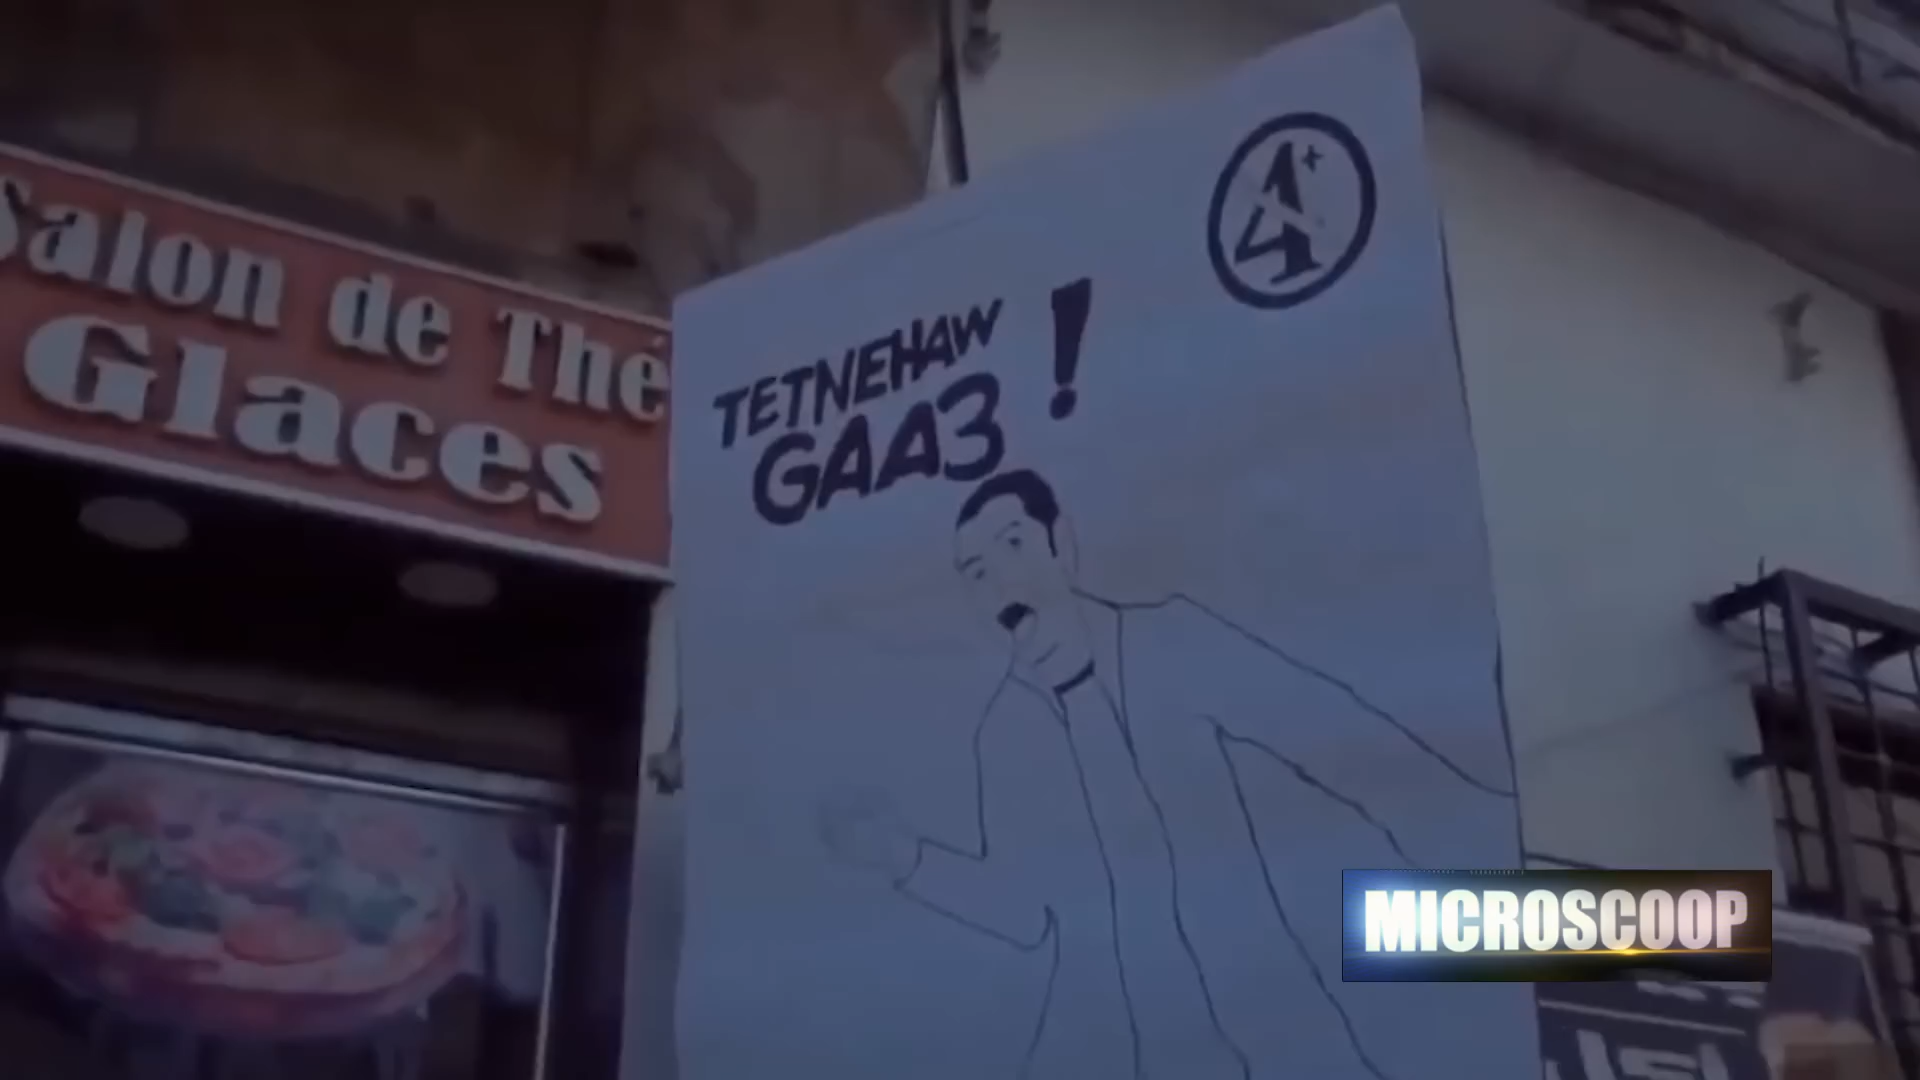 Salon de Thé
Glaces
TETNEHAW
GAA3 !
MICROSCOOP